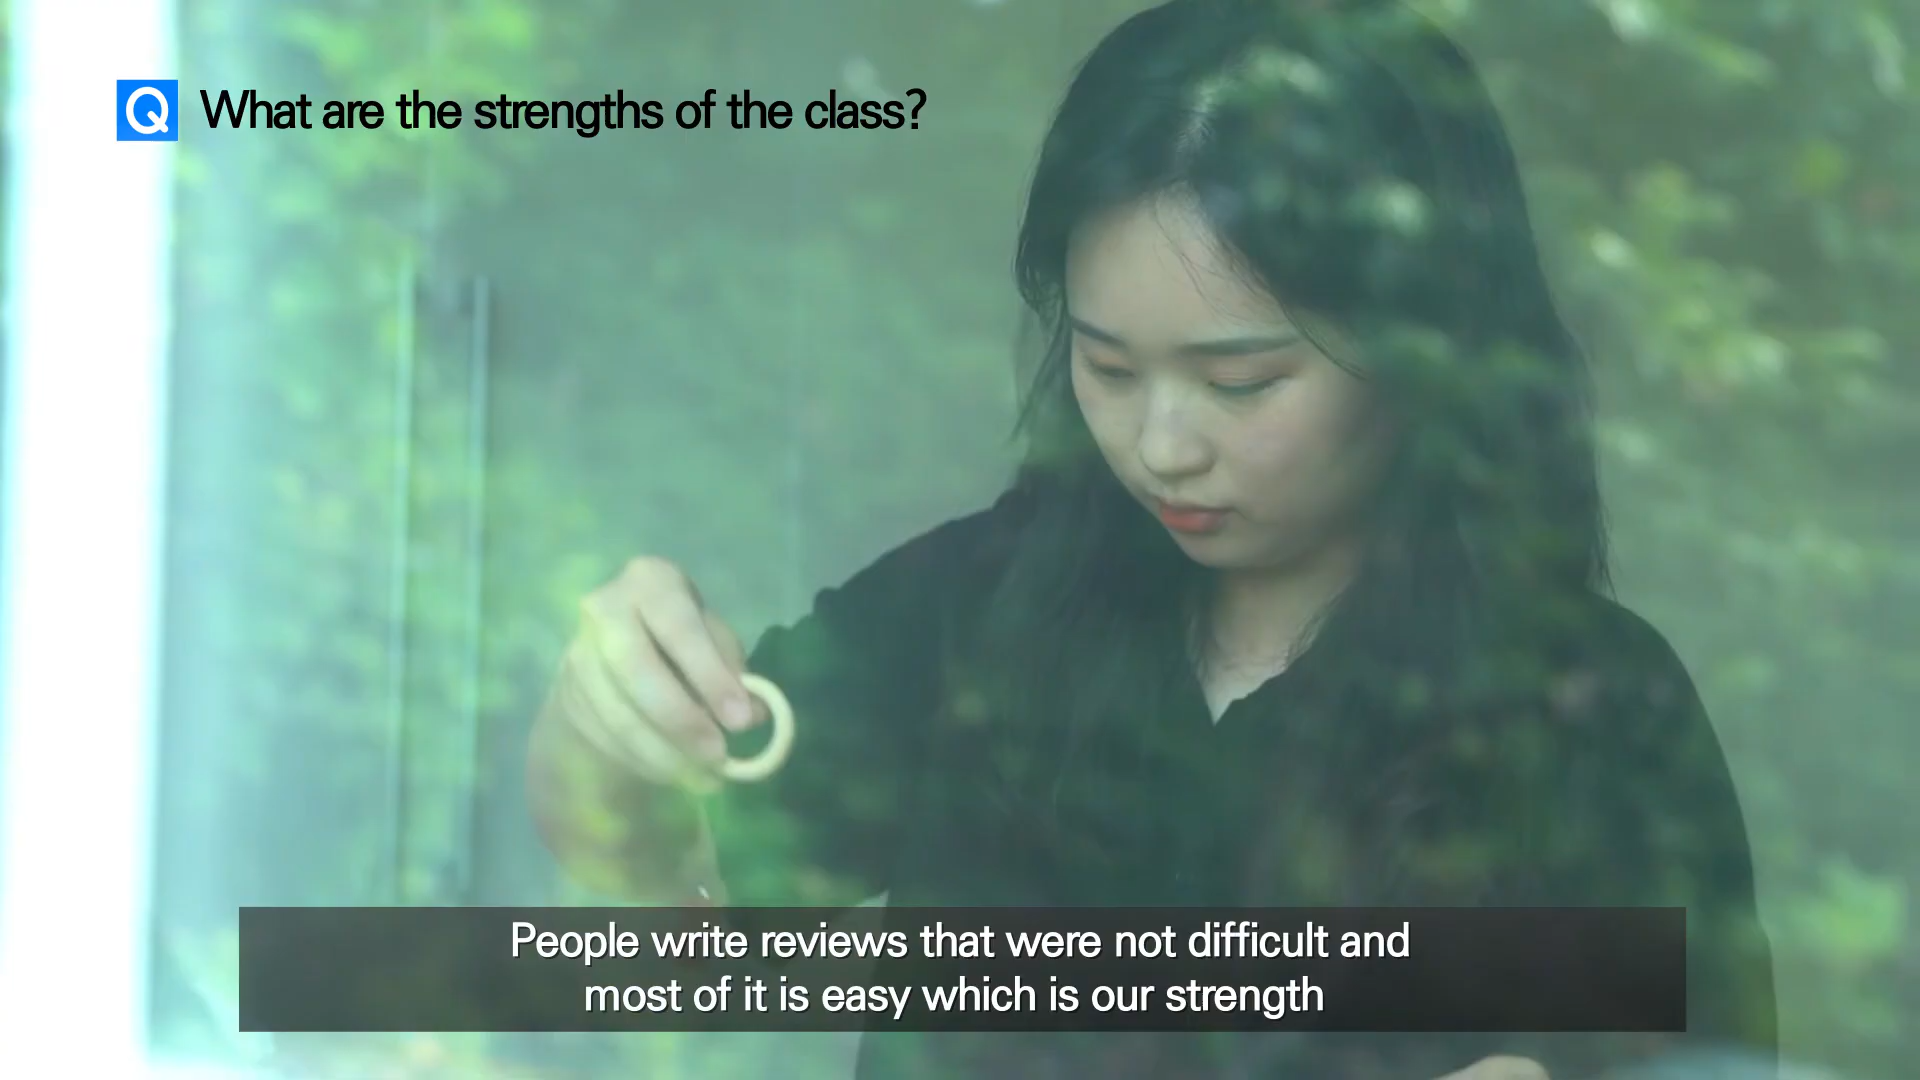 Q What are the strengths of the class?
People write reviews that were not difficult and
most of it is easy which is our strength